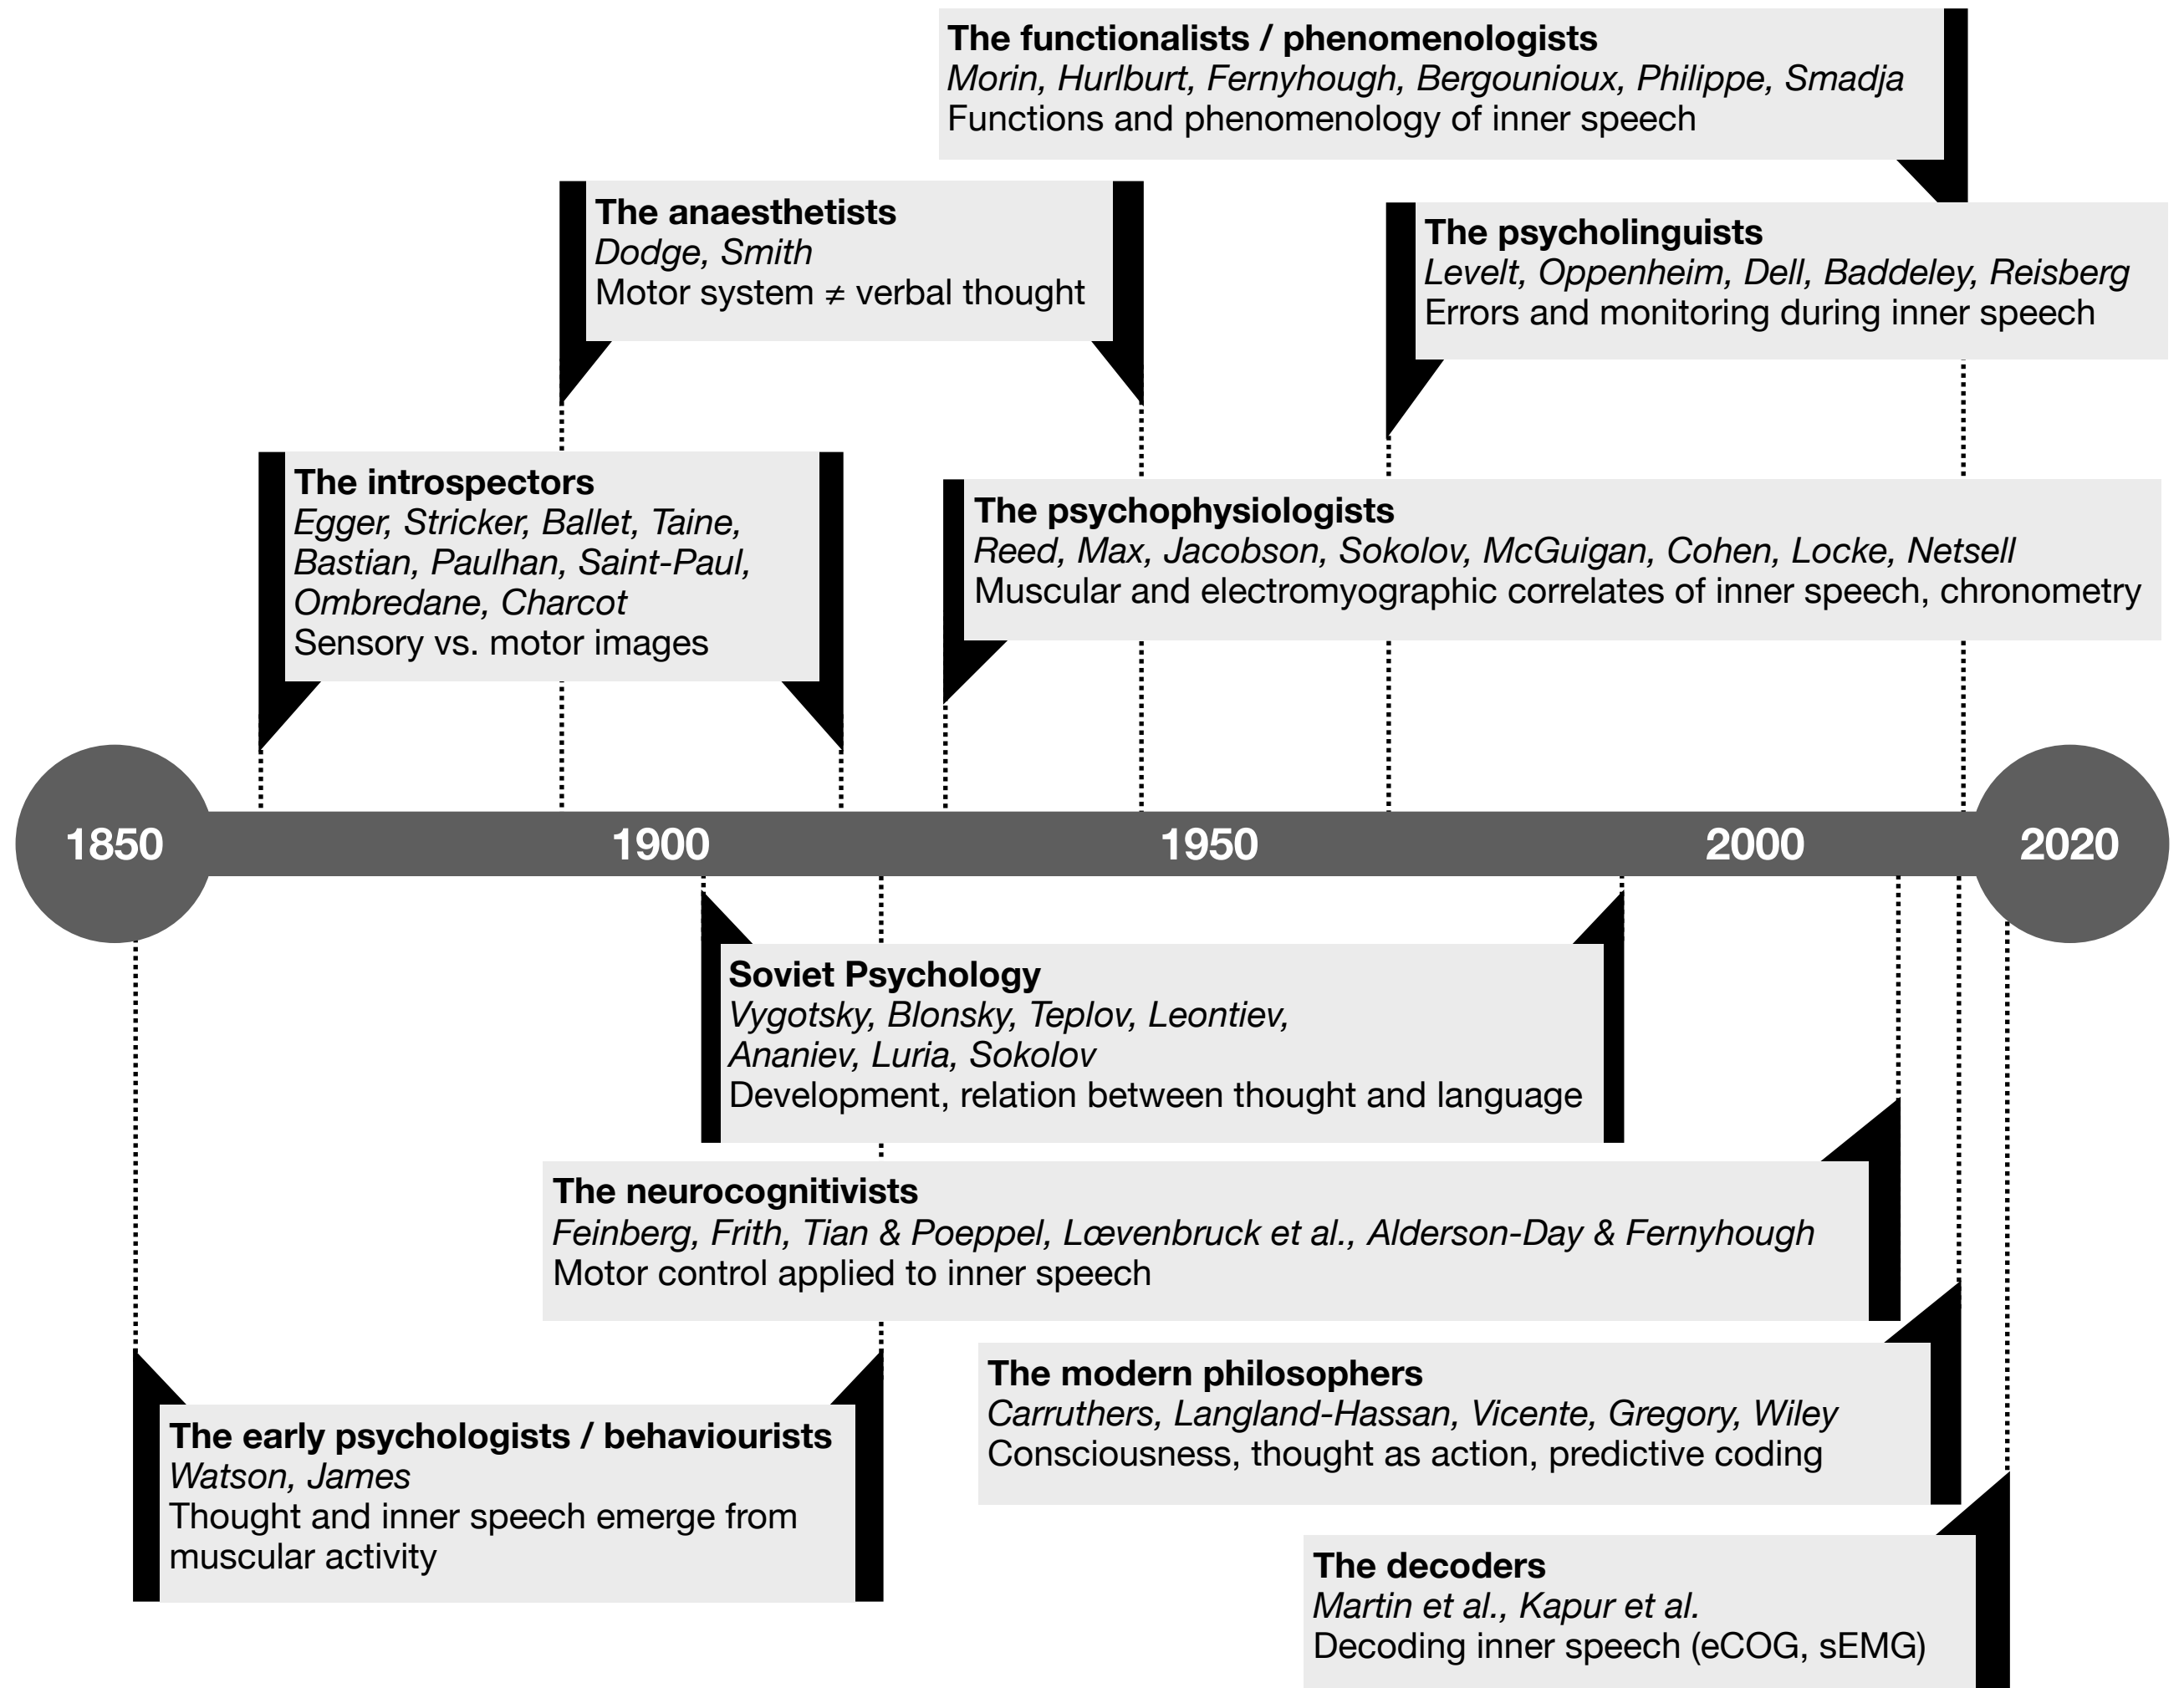 The functionalists / phenomenologists
Morin, Hurlburt, Fernyhough, Bergounioux, Philippe, Smadja
Functions and phenomenology of inner speech
The anaesthetists
Dodge, Smith
Motor system ≠ verbal thought
The psycholinguists
Levelt, Oppenheim, Dell, Baddeley, Reisberg
Errors and monitoring during inner speech
The introspectors
Egger, Stricker, Ballet, Taine,
Bastian, Paulhan, Saint-Paul,
Ombredane, Charcot
Sensory vs. motor images
The psychophysiologists
Reed, Max, Jacobson, Sokolov, McGuigan, Cohen, Locke, Netsell
Muscular and electromyographic correlates of inner speech, chronometry
1850 1900 1950 2000 2020
Soviet Psychology
Vygotsky, Blonsky, Teplov, Leontiev,
Ananiev, Luria, Sokolov
Development, relation between thought and language
The neurocognitivists
Feinberg, Frith, Tian & Poeppel, Lœvenbruck et al., Alderson-Day & Fernyhough
Motor control applied to inner speech
The modern philosophers
Carruthers, Langland-Hassan, Vicente, Gregory, Wiley
Consciousness, thought as action, predictive coding
The early psychologists / behaviourists
Watson, James
Thought and inner speech emerge from
muscular activity
The decoders
Martin et al., Kapur et al.
Decoding inner speech (eCOG, sEMG)